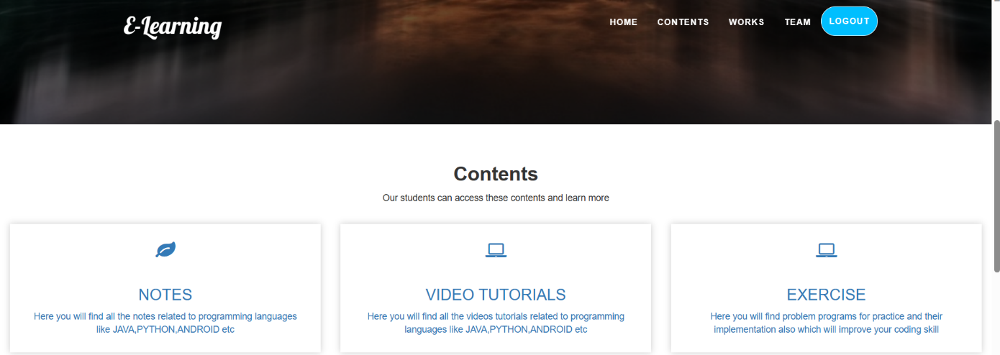 E-Learning
HOME CONTENTS WORKS TEAM LOGOUT
Contents
Our students can access these contents and learn more
NOTES
Here you will find all the notes related to programming languages
like JAVA,PYTHON,ANDROID etc
VIDEO TUTORIALS
Here you will find all the videos tutorials related to programming
languages like JAVA,PYTHON,ANDROID etc
EXERCISE
Here you will find problem programs for practice and their
implementation also which will improve your coding skill